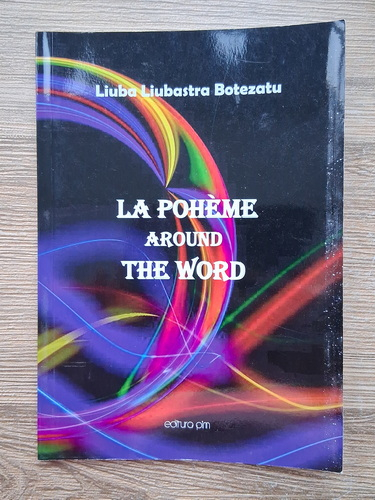 Liuba Liubastra Botezatu
LA POHÈME
AROUND
THE WORD
editura pim